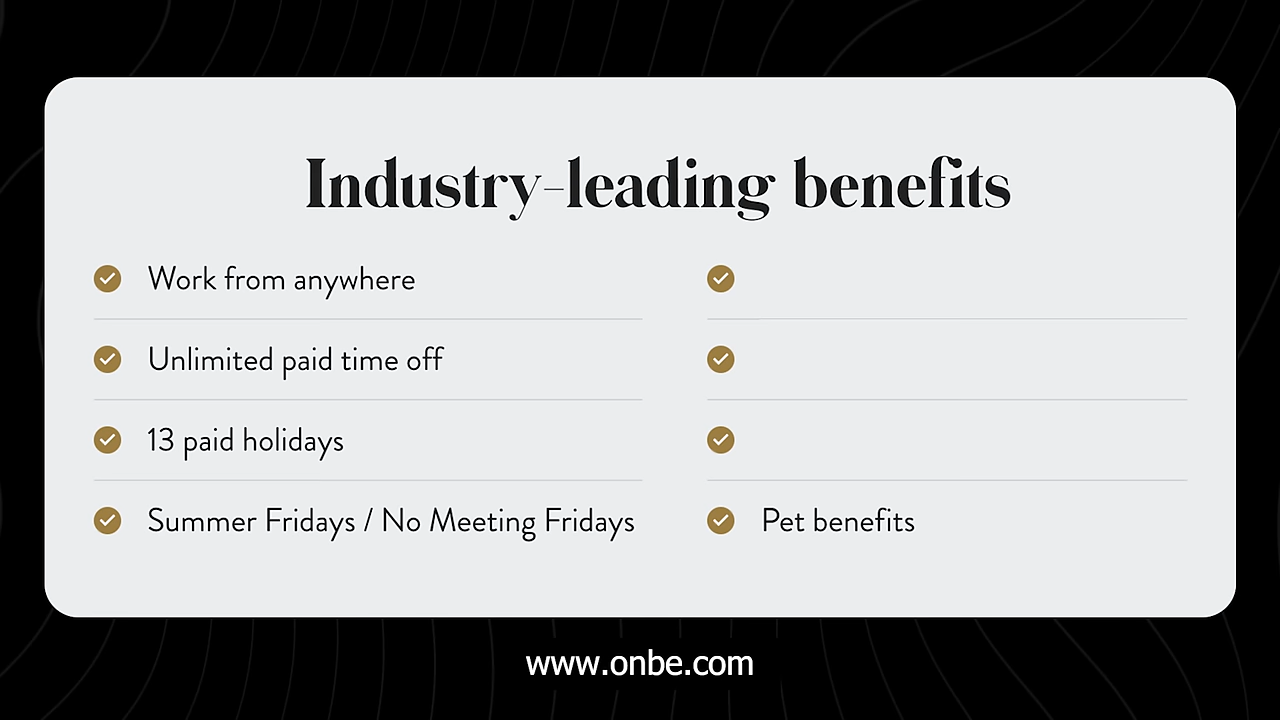 Industry-leading benefits
Work from anywhere
Unlimited paid time off
13 paid holidays
Summer Fridays / No Meeting Fridays
Pet benefits
www.onbe.com